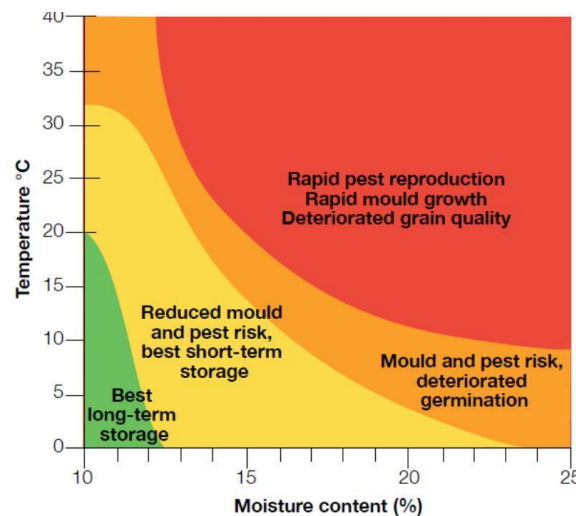 40
35
30
25
20
15
10
5
0
Temperature °C
Rapid pest reproduction
Rapid mould growth
Deteriorated grain quality
Reduced mould
and pest risk,
best short-term
storage
Mould and pest risk,
deteriorated
germination
Best
long-term
storage
10 15 20 25
Moisture content (%)